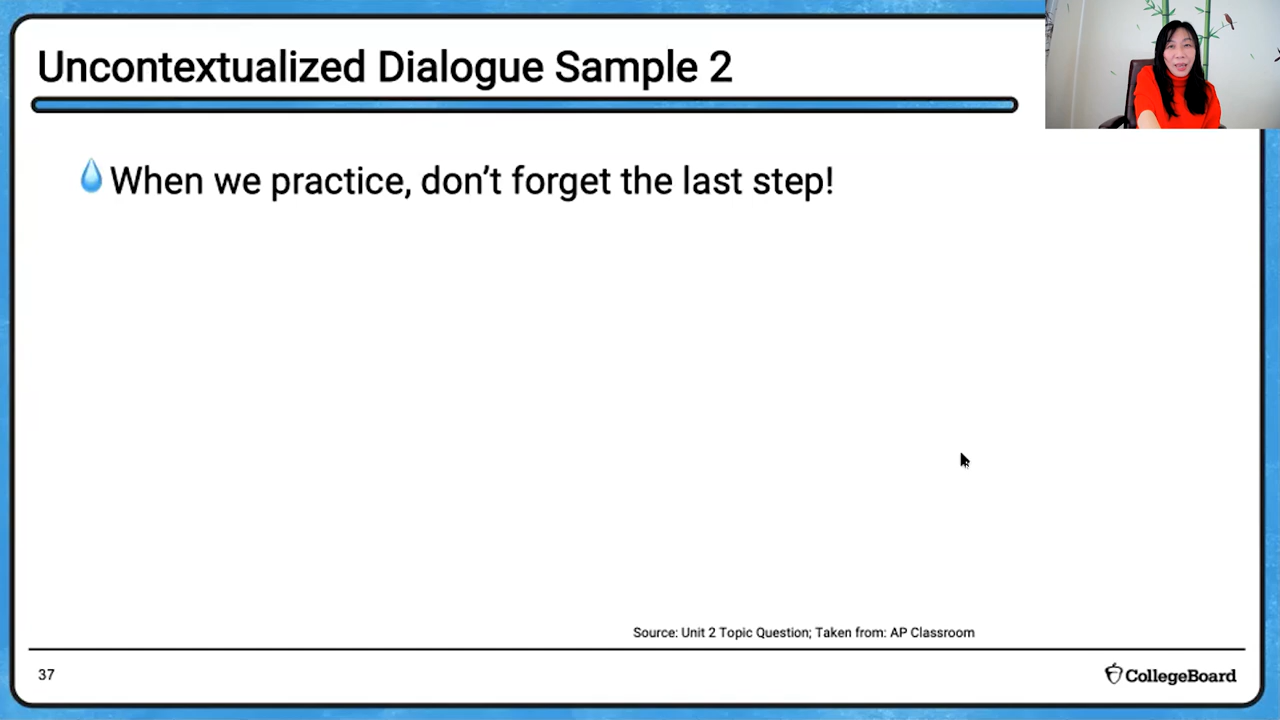 Uncontextualized Dialogue Sample 2
When we practice, don't forget the last step!
Source: Unit 2 Topic Question; Taken from: AP Classroom
37
CollegeBoard